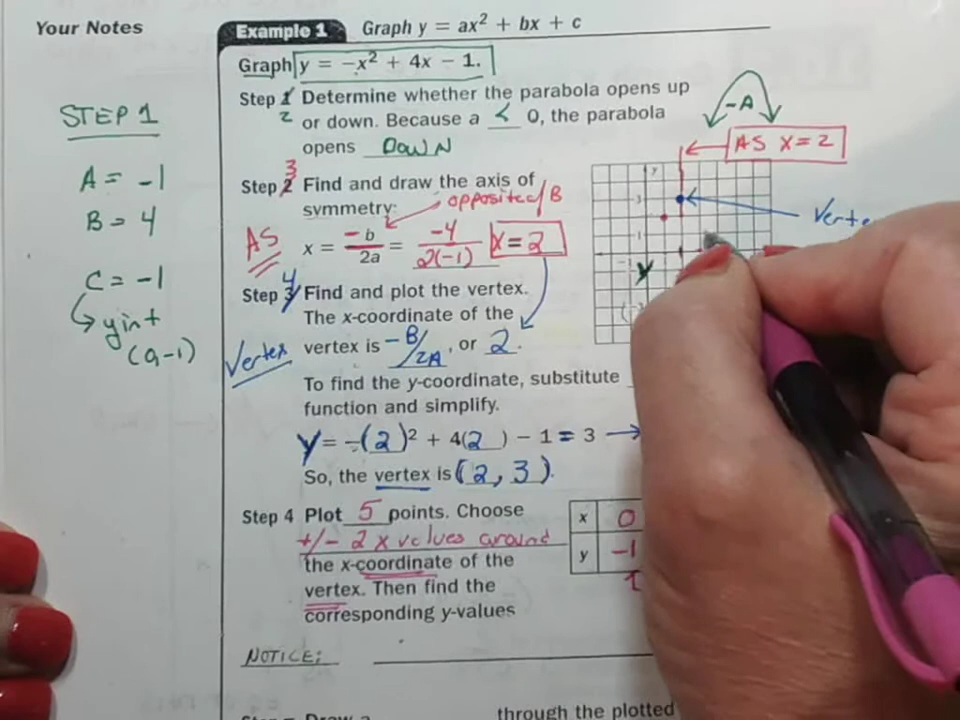 Your Notes
Example 1 Graph y = ax² + bx + c
Graph y = -x² + 4x - 1.
STEP 1
Step 1 Determine whether the parabola opens up
2 or down. Because a < 0, the parabola
opens DOWN
-A
AS X = 2
A = -1
B = 4
C = -1
y int
(0,-1)
3
Step 2 Find and draw the axis of
symmetry: opposite of B
AS x = -b/2a = -4/2(-1) X = 2
4
Step 3 Find and plot the vertex.
The x-coordinate of the
Vertex vertex is -B/2A, or 2.
To find the y-coordinate, substitute
function and simplify.
y = -(2)² + 4(2) - 1 = 3 →
So, the vertex is (2, 3).
Step 4 Plot 5 points. Choose
+/- 2 x values around
the x-coordinate of the
vertex. Then find the
corresponding y-values
x 0
y -1
y
3
1
NOTICE:
through the plotted